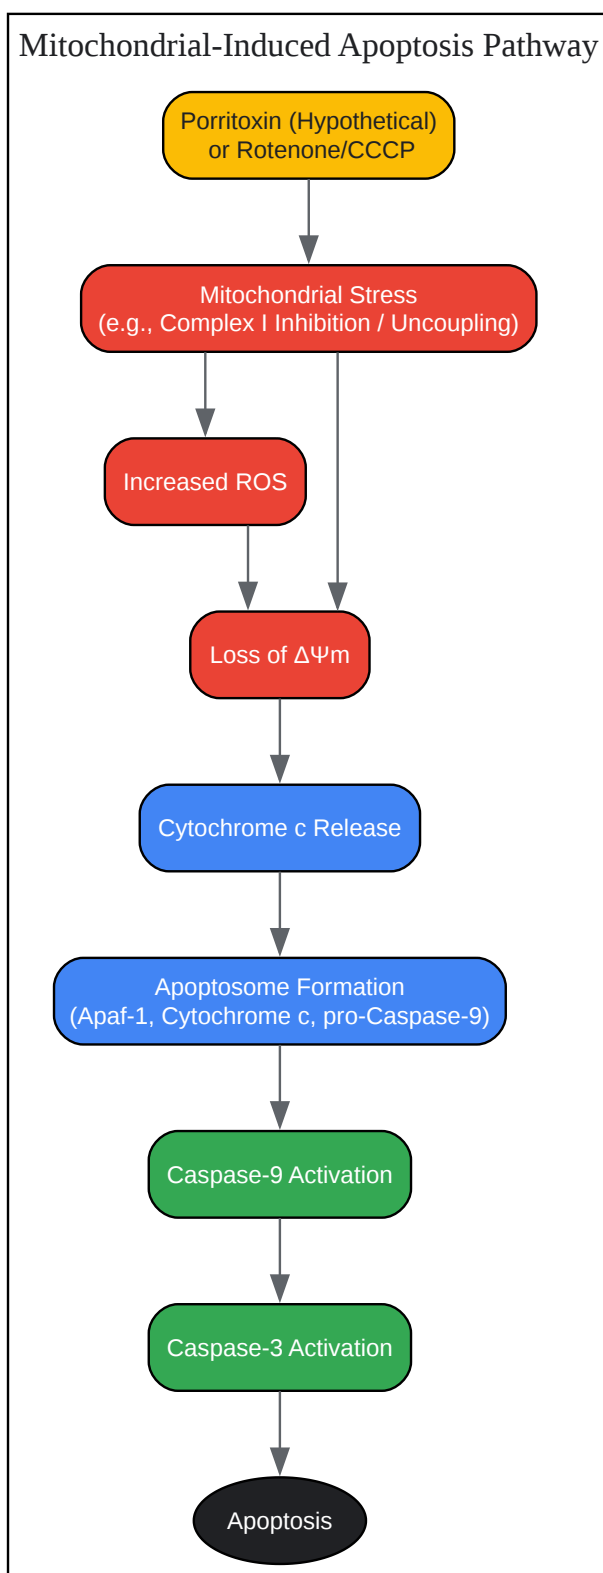 Mitochondrial-Induced Apoptosis Pathway
Porritoxin (Hypothetical)
or Rotenone/CCCP
Mitochondrial Stress
(e.g., Complex I Inhibition / Uncoupling)
Increased ROS
Loss of ΔΨm
Cytochrome c Release
Apoptosome Formation
(Apaf-1, Cytochrome c, pro-Caspase-9)
Caspase-9 Activation
Caspase-3 Activation
Apoptosis